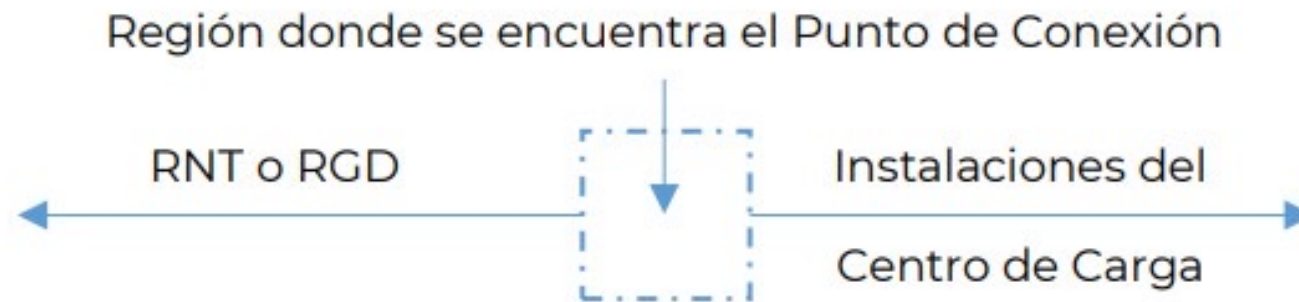 Región donde se encuentra el Punto de Conexión
RNT o RGD
Instalaciones del
Centro de Carga